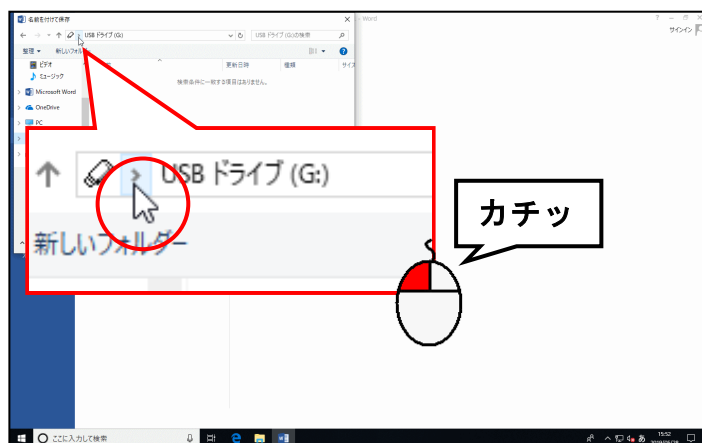 名前を付けて保存
- Word
サインイン
USB ドライブ (G:)
USB ドライブ (G:)の検索
整理
新しいフォル
ビデオ
更新日時
種類
サイズ
ミュージック
検索条件に一致する項目はありません。
Microsoft Word
OneDrive
PC
USB ドライブ (G:)
新しいフォルダー
カチッ
ここに入力して検索
あ
15:52
2019/05/28